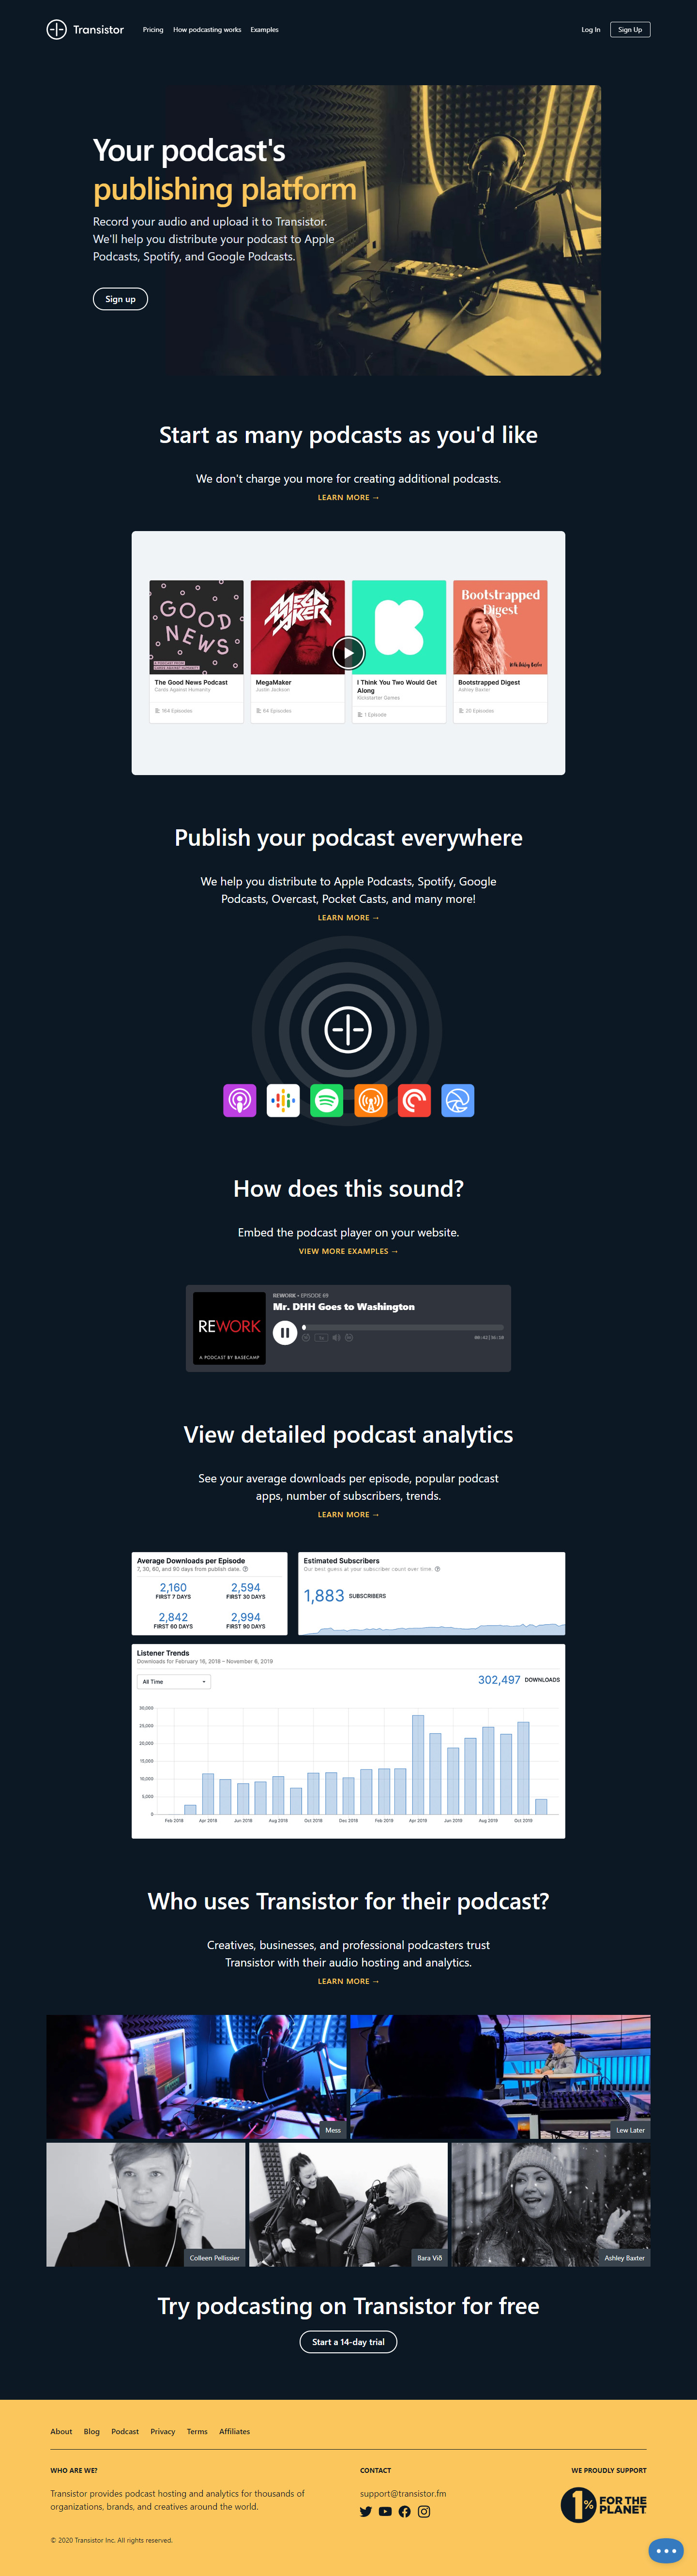 Transistor
Pricing How podcasting works Examples
Log In Sign Up
Your podcast's
publishing platform
Record your audio and upload it to Transistor.
We'll help you distribute your podcast to Apple
Podcasts, Spotify, and Google Podcasts.
Sign up
Start as many podcasts as you'd like
We don't charge you more for creating additional podcasts.
LEARN MORE →
GOOD
NEWS
MEGA
MAKER
Bootstrapped
Digest
With Ashley Baxter
The Good News Podcast
Cards Against Humanity
164 Episodes
MegaMaker
Justin Jackson
64 Episodes
I Think You Two Would Get
Along
Kickstarter Games
1 Episode
Bootstrapped Digest
Ashley Baxter
Publish your podcast everywhere
We help you distribute to Apple Podcasts, Spotify, Google
Podcasts, Overcast, Pocket Casts, and many more!
LEARN MORE →
How does this sound?
Embed the podcast player on your website.
VIEW MORE EXAMPLES →
REWORK
A PODCAST BY BASECAMP
REWORK • EPISODE 69
Mr. DHH Goes to Washington
1x
View detailed podcast analytics
See your average downloads per episode, popular podcast
apps, number of subscribers, trends.
LEARN MORE →
Average Downloads per Episode
7, 30, 60, and 90 days from publish date.
2,160 2,594
FIRST 7 DAYS FIRST 30 DAYS
2,842 2,994
FIRST 60 DAYS FIRST 90 DAYS
Estimated Subscribers
Our best guess at your subscriber count over time.
1,883 SUBSCRIBERS
Listener Trends
Downloads for February 18, 2018 – November 6, 2019
All Time
302,497 DOWNLOADS
30,000
25,000
20,000
15,000
10,000
5,000
0
Feb 2018 Apr 2018 Jun 2018 Aug 2018 Oct 2018 Dec 2018 Feb 2019 Apr 2019 Jun 2019 Aug 2019 Oct 2019
Who uses Transistor for their podcast?
Creatives, businesses, and professional podcasters trust
Transistor with their audio hosting and analytics.
LEARN MORE →
Mess
Lew Later
Colleen Pellissier
Bara Við
Ashley Baxter
Try podcasting on Transistor for free
Start a 14-day trial
About Blog Podcast Privacy Terms Affiliates
WHO ARE WE?
Transistor provides podcast hosting and analytics for thousands of
organizations, brands, and creatives around the world.
CONTACT
support@transistor.fm
WE PROUDLY SUPPORT
1% FOR THE
PLANET
© 2020 Transistor Inc. All rights reserved.